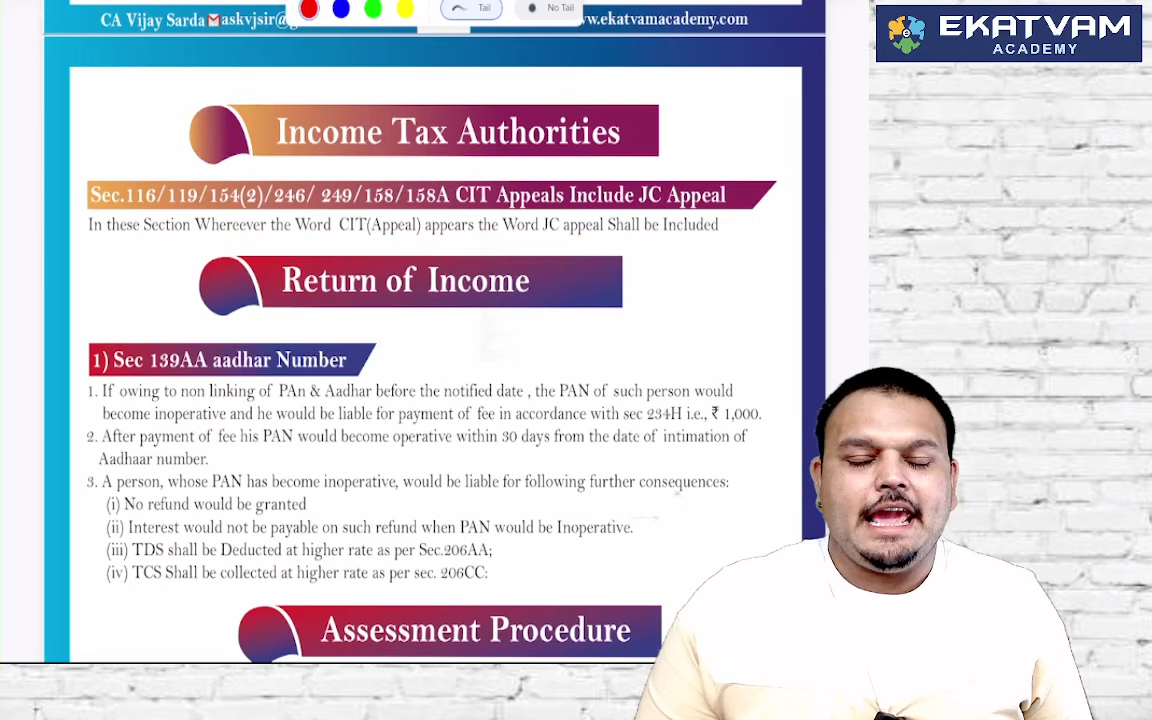 CA Vijay Sarda askvjsir@
Tail
No Tail
ww.ekatvamacademy.com
EKATVAM
ACADEMY
Income Tax Authorities
Sec.116/119/154(2)/246/ 249/158/158A CIT Appeals Include JC Appeal
In these Section Whereever the Word CIT(Appeal) appears the Word JC appeal Shall be Included
Return of Income
1) Sec 139AA aadhar Number
1. If owing to non linking of PAn & Aadhar before the notified date , the PAN of such person would
become inoperative and he would be liable for payment of fee in accordance with sec 234H i.e., ₹ 1,000.
2. After payment of fee his PAN would become operative within 30 days from the date of intimation of
Aadhaar number.
3. A person, whose PAN has become inoperative, would be liable for following further consequences:
(i) No refund would be granted
(ii) Interest would not be payable on such refund when PAN would be Inoperative.
(iii) TDS shall be Deducted at higher rate as per Sec.206AA;
(iv) TCS Shall be collected at higher rate as per sec. 206CC:
Assessment Procedure